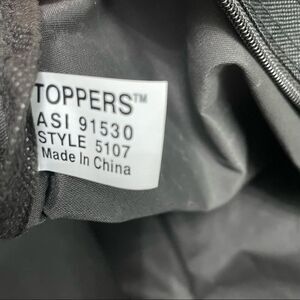 TOPPERS™
ASI 91530
STYLE 5107
Made In China